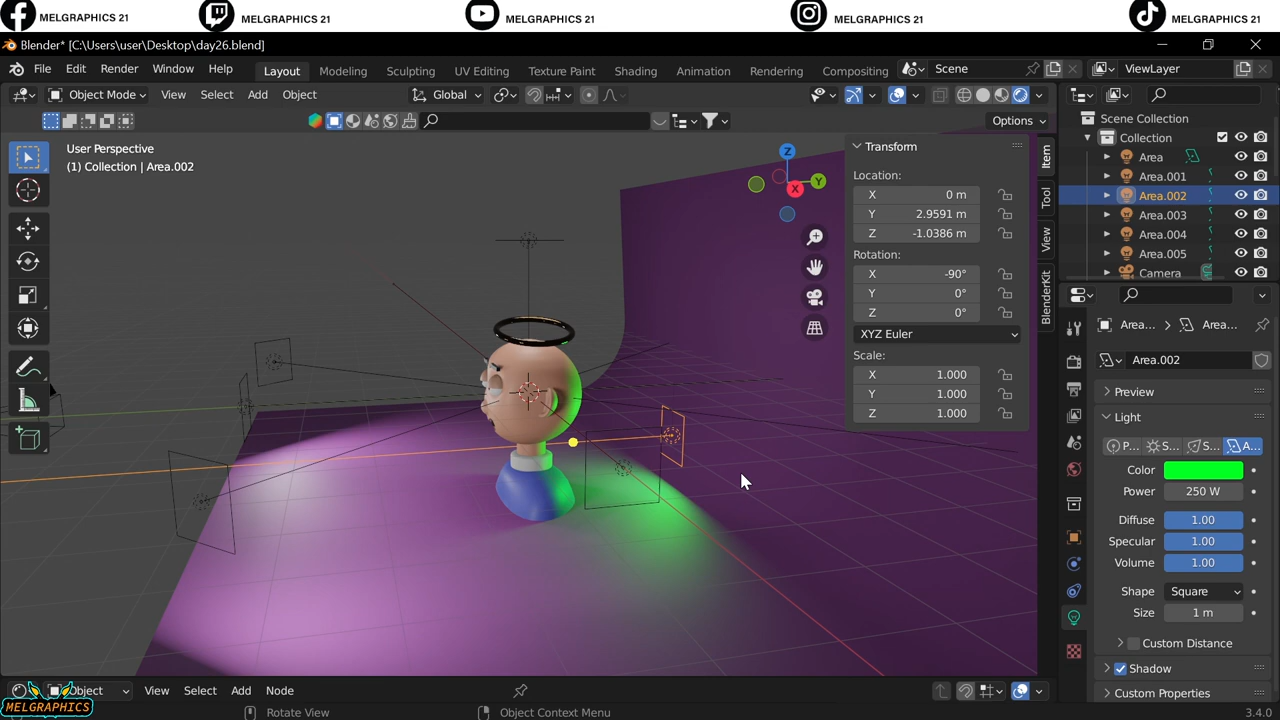 MELGRAPHICS 21 MELGRAPHICS 21 MELGRAPHICS 21 MELGRAPHICS 21 MELGRAPHICS 21
Blender* [C:\Users\user\Desktop\day26.blend]
File Edit Render Window Help Layout Modeling Sculpting UV Editing Texture Paint Shading Animation Rendering Compositing Scene ViewLayer
Object Mode View Select Add Object Global
Options
User Perspective
(1) Collection | Area.002
Z
Y
X
Transform
Location:
X 0 m
Y 2.9591 m
Z -1.0386 m
Rotation:
X -90°
Y 0°
Z 0°
XYZ Euler
Scale:
X 1.000
Y 1.000
Z 1.000
Item
Tool
View
BlenderKit
Scene Collection
Collection
Area
Area.001
Area.002
Area.003
Area.004
Area.005
Camera
Area... Area...
Area.002
Preview
Light
P... S... S... A...
Color
Power 250 W
Diffuse 1.00
Specular 1.00
Volume 1.00
Shape Square
Size 1 m
Custom Distance
Shadow
Custom Properties
Object View Select Add Node
MELGRAPHICS
Rotate View Object Context Menu 3.4.0